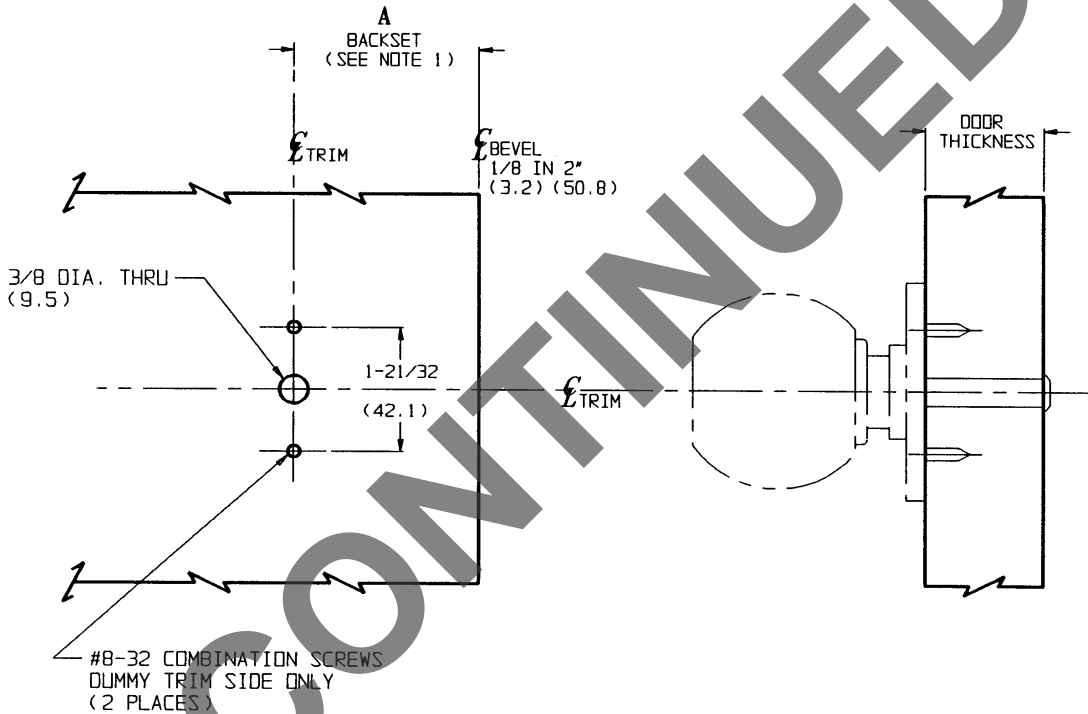 A
BACKSET
(SEE NOTE 1)
DOOR
THICKNESS
℄ TRIM
℄ BEVEL
1/8 IN 2"
(3.2) (50.8)
3/8 DIA. THRU
(9.5)
1-21/32
(42.1)
℄ TRIM
#8-32 COMBINATION SCREWS
DUMMY TRIM SIDE ONLY
(2 PLACES)
CONTINUED